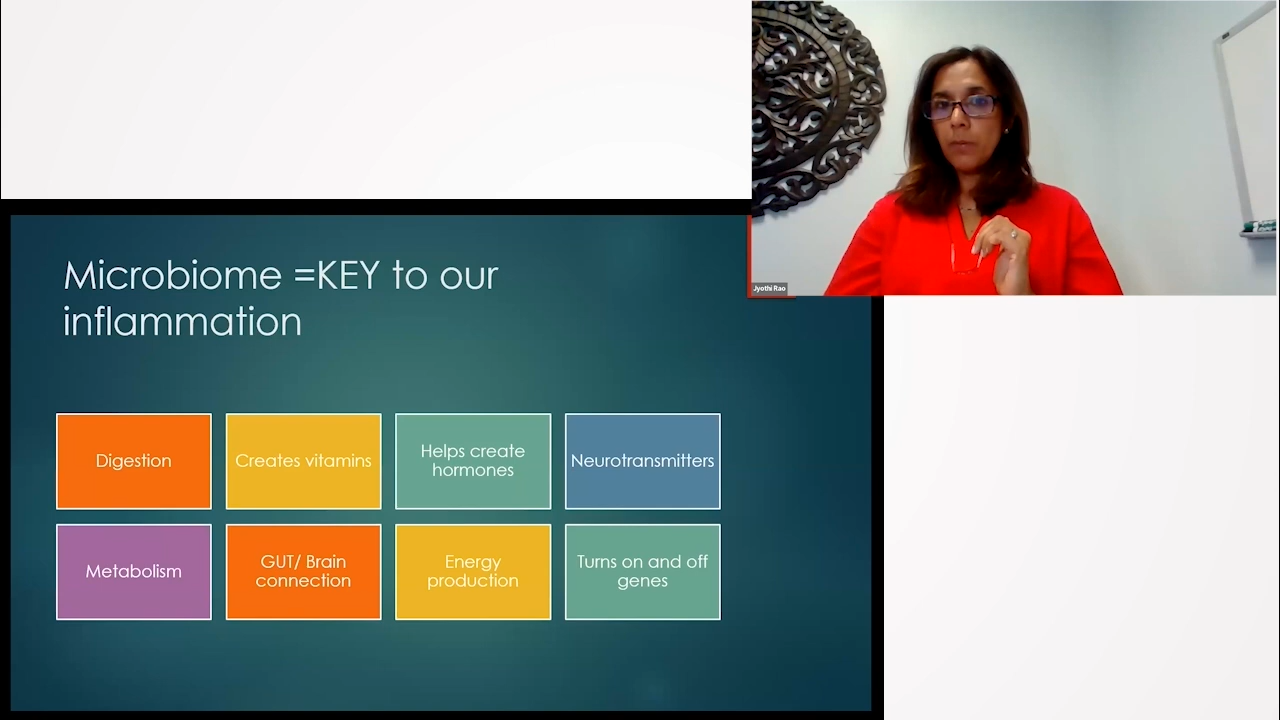 Jyothi Rao
Microbiome =KEY to our
inflammation
Digestion
Creates vitamins
Helps create
hormones
Neurotransmitters
Metabolism
GUT/ Brain
connection
Energy
production
Turns on and off
genes